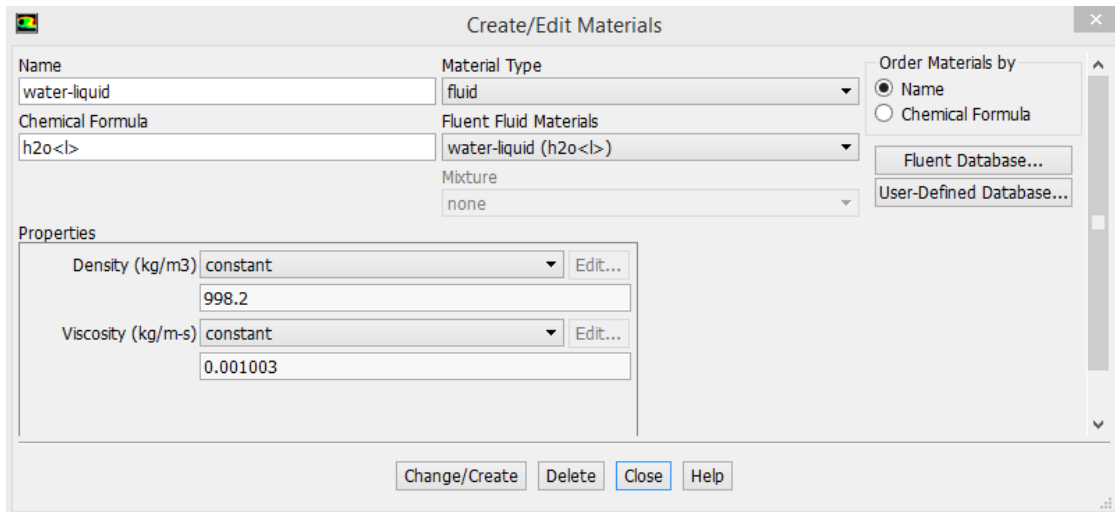 Create/Edit Materials
Name
water-liquid
Chemical Formula
h2o<l>
Material Type
fluid
Fluent Fluid Materials
water-liquid (h2o<l>)
Mixture
none
Order Materials by
Name
Chemical Formula
Fluent Database...
User-Defined Database...
Properties
Density (kg/m3) constant Edit...
998.2
Viscosity (kg/m-s) constant Edit...
0.001003
Change/Create Delete Close Help